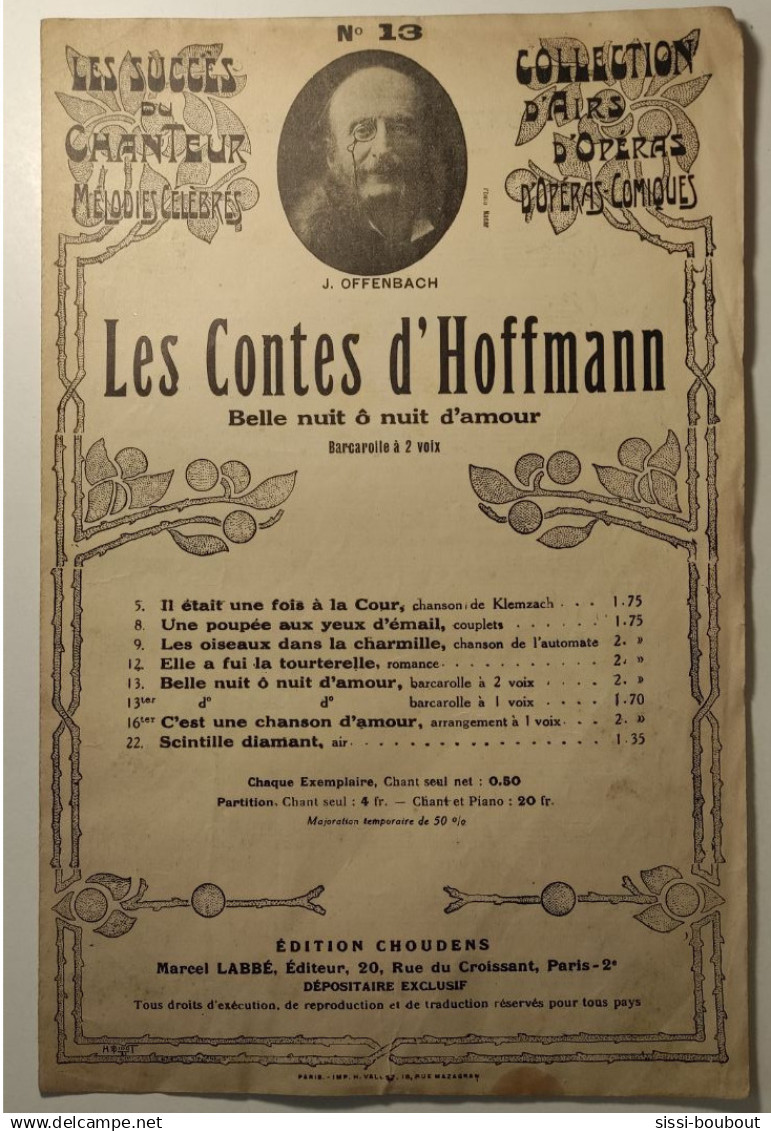 No 13
LES SUCCÈS
DU
CHANTEUR
MÉLODIES CÉLÈBRES
COLLECTION
D'AIRS
D'OPÉRAS
D'OPÉRAS-COMIQUES
J. OFFENBACH
Les Contes d'Hoffmann
Belle nuit ô nuit d'amour
Barcarolle à 2 voix
5. Il était une fois à la Cour, chanson de Klemzach . . . 1.75
8. Une poupée aux yeux d'émail, couplets . . . . . . 1.75
9. Les oiseaux dans la charmille, chanson de l'automate 2. »
12. Elle a fui la tourterelle, romance . . . . . . . . . . . 2. »
13. Belle nuit ô nuit d'amour, barcarolle à 2 voix . . . 2. »
13ter d° d° barcarolle à 1 voix . . . . 1.70
16ter C'est une chanson d'amour, arrangement à 1 voix . . . 2. »
22. Scintille diamant, air . . . . . . . . . . . . . . . . 1.35
Chaque Exemplaire, Chant seul net : 0.50
Partition. Chant seul : 4 fr. — Chant et Piano : 20 fr.
Majoration temporaire de 50 %
ÉDITION CHOUDENS
Marcel LABBÉ, Éditeur, 20, Rue du Croissant, Paris-2e
DÉPOSITAIRE EXCLUSIF
Tous droits d'exécution, de reproduction et de traduction réservés pour tous pays
PARIS. - IMP. H. VALLET, 15, RUE MAZAGRAN
sissi-boubout